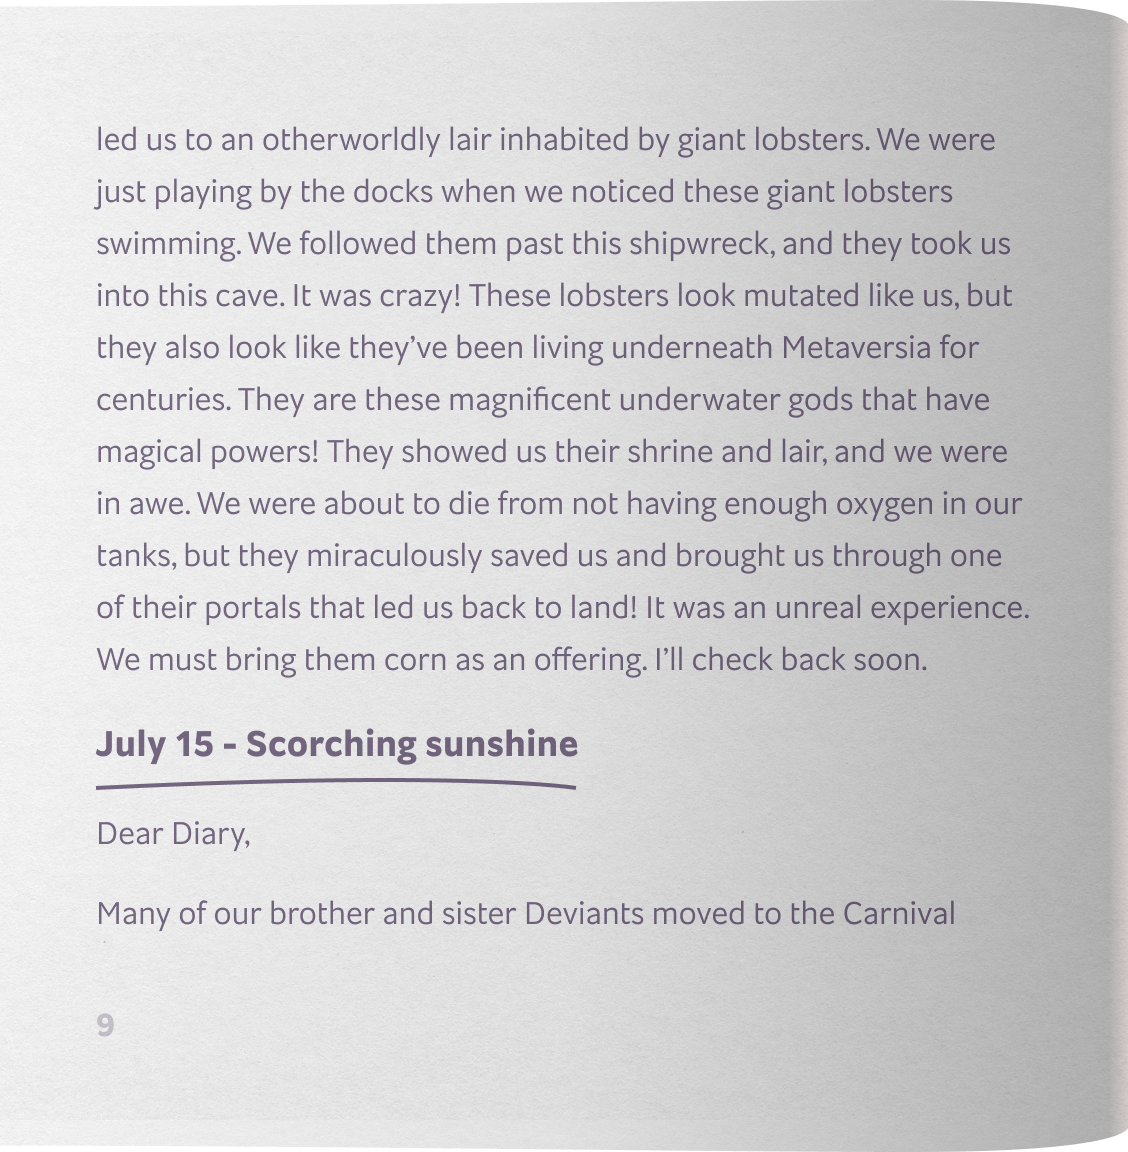 led us to an otherworldly lair inhabited by giant lobsters. We were
just playing by the docks when we noticed these giant lobsters
swimming. We followed them past this shipwreck, and they took us
into this cave. It was crazy! These lobsters look mutated like us, but
they also look like they’ve been living underneath Metaversia for
centuries. They are these magnificent underwater gods that have
magical powers! They showed us their shrine and lair, and we were
in awe. We were about to die from not having enough oxygen in our
tanks, but they miraculously saved us and brought us through one
of their portals that led us back to land! It was an unreal experience.
We must bring them corn as an offering. I’ll check back soon.
July 15 - Scorching sunshine
Dear Diary,
Many of our brother and sister Deviants moved to the Carnival
9